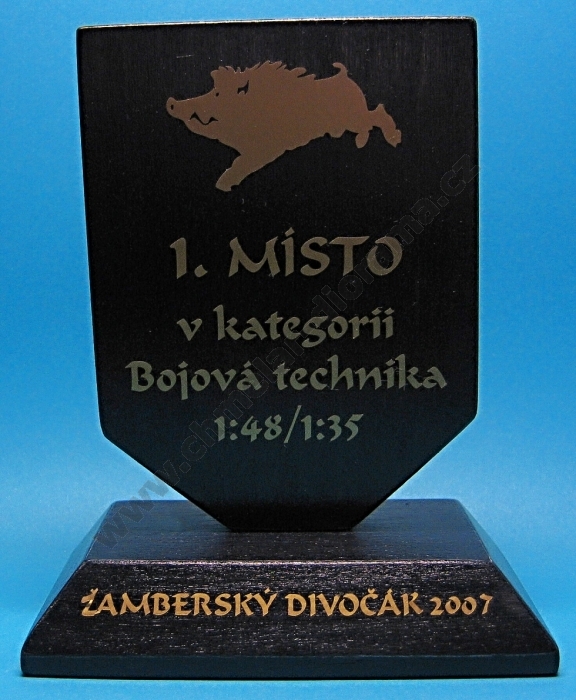 1. MÍSTO
v kategorii
Bojová technika
1:48/1:35
ŽAMBERSKÝ DIVOČÁK 2007